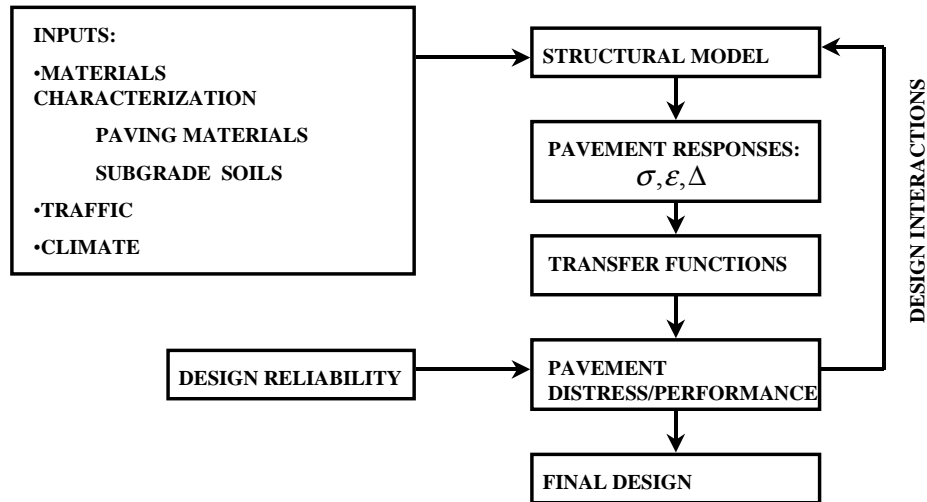 INPUTS:
•MATERIALS
CHARACTERIZATION
PAVING MATERIALS
SUBGRADE SOILS
•TRAFFIC
•CLIMATE
STRUCTURAL MODEL
PAVEMENT RESPONSES:
σ,ε,Δ
TRANSFER FUNCTIONS
DESIGN RELIABILITY
PAVEMENT
DISTRESS/PERFORMANCE
FINAL DESIGN
DESIGN INTERACTIONS